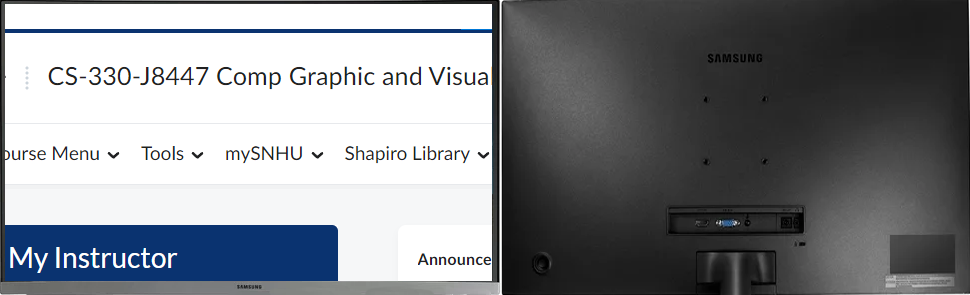 CS-330-J8447 Comp Graphic and Visua
ourse Menu Tools mySNHU Shapiro Library
My Instructor
Announce
SAMSUNG
SAMSUNG